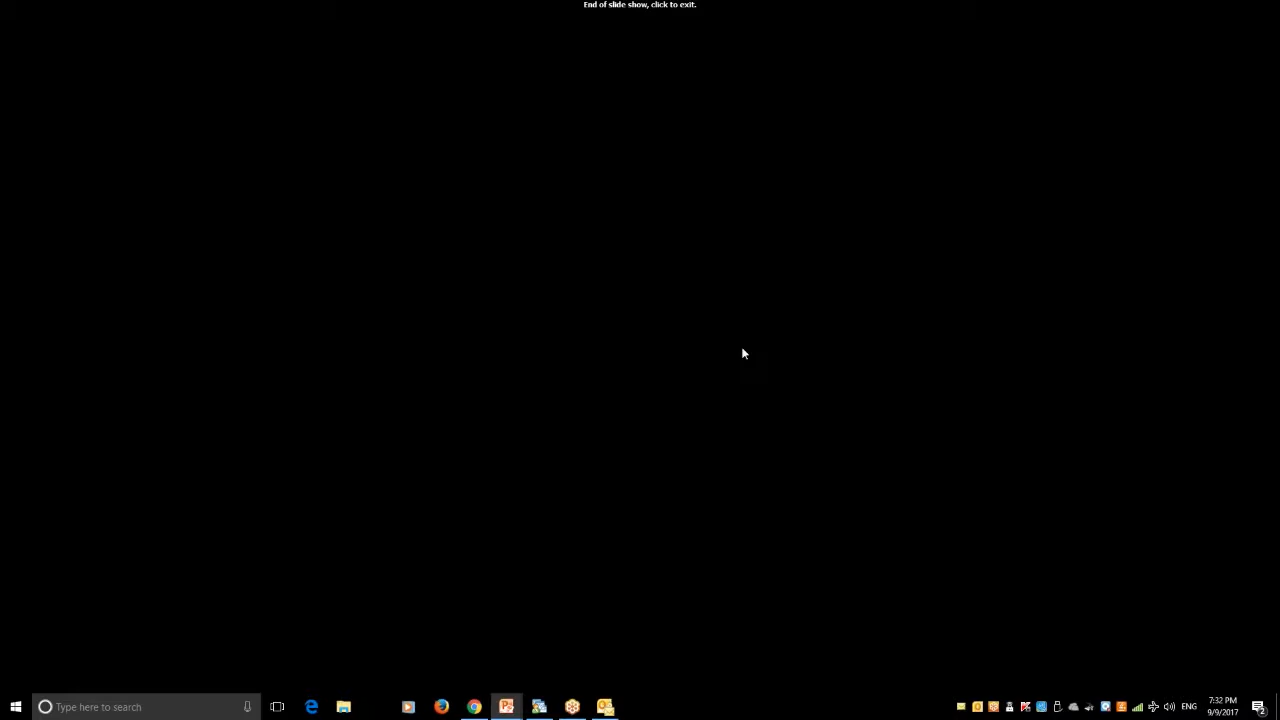 End of slide show, click to exit.
Type here to search
ENG
7:32 PM
9/9/2017